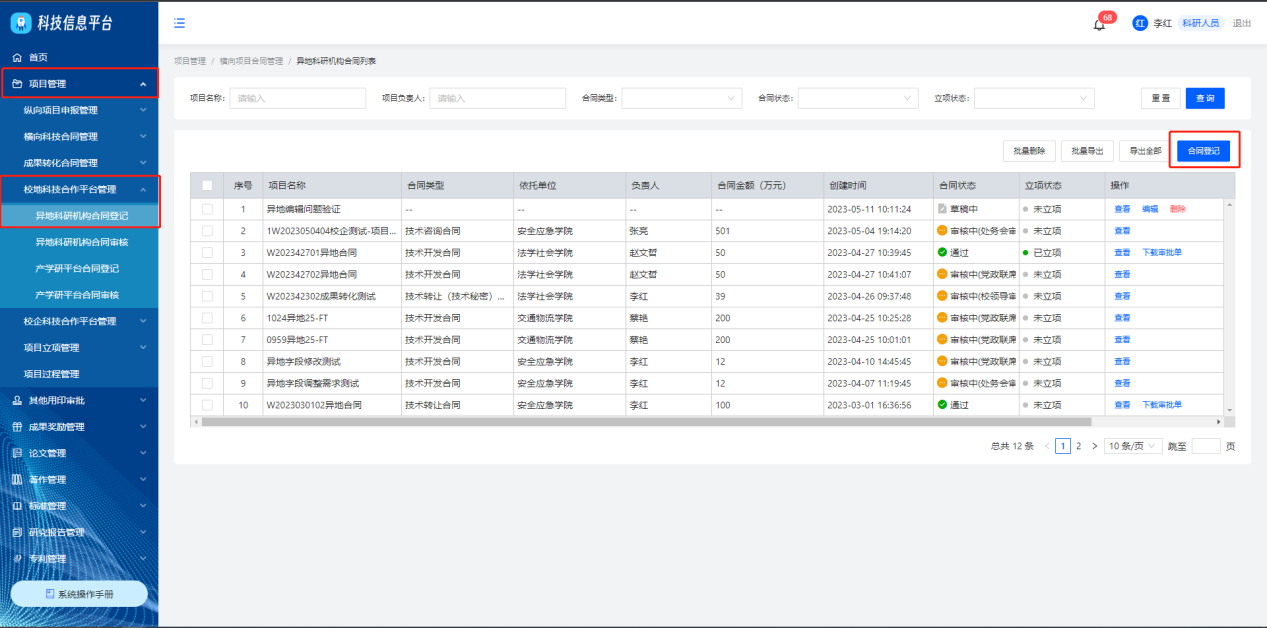 科技信息平台
68
红 李红 科研人员 退出
首页
项目管理
纵向项目申报管理
横向科技合同管理
成果转化合同管理
校地科技合作平台管理
异地科研机构合同登记
异地科研机构合同审核
产学研平台合同登记
产学研平台合同审核
校企科技合作平台管理
项目立项管理
项目过程管理
其他用印审批
成果奖励管理
论文管理
著作管理
标准管理
研究报告管理
专利管理
系统操作手册
项目管理 / 横向项目合同管理 / 异地科研机构合同列表
项目名称: 请输入 项目负责人: 请输入 合同类型: 合同状态: 立项状态: 重置 查询
批量删除 批量导出 导出全部 合同登记
序号 项目名称 合同类型 依托单位 负责人 合同金额（万元） 创建时间 合同状态 立项状态 操作
1 异地编辑问题验证 -- -- -- -- 2023-05-11 10:11:24 草稿中 未立项 查看 编辑 删除
2 1W2023050404校企测试-项目... 技术咨询合同 安全应急学院 张亮 501 2023-05-04 19:14:20 审核中(处务会审 未立项 查看
3 W202342701异地合同 技术开发合同 法学社会学院 赵文哲 50 2023-04-27 10:39:45 通过 已立项 查看 下载审批单
4 W202342702异地合同 技术开发合同 法学社会学院 赵文哲 50 2023-04-27 10:41:07 审核中(党政联席 未立项 查看
5 W202342302成果转化测试 技术转让（技术秘密）... 法学社会学院 李红 39 2023-04-26 09:37:48 审核中(校领导审 未立项 查看
6 1024异地25-FT 技术开发合同 交通物流学院 蔡艳 200 2023-04-25 10:25:28 审核中(党政联席 未立项 查看
7 0959异地25-FT 技术开发合同 交通物流学院 蔡艳 200 2023-04-25 10:01:01 审核中(党政联席 未立项 查看
8 异地字段修改测试 技术开发合同 安全应急学院 李红 12 2023-04-10 14:45:45 审核中(党政联席 未立项 查看
9 异地字段调整需求测试 技术开发合同 安全应急学院 李红 12 2023-04-07 11:19:45 审核中(处务会审 未立项 查看
10 W2023030102异地合同 技术转让合同 安全应急学院 李红 100 2023-03-01 16:36:56 通过 未立项 查看 下载审批单
总共 12 条 < 1 2 > 10 条/页 跳至 页